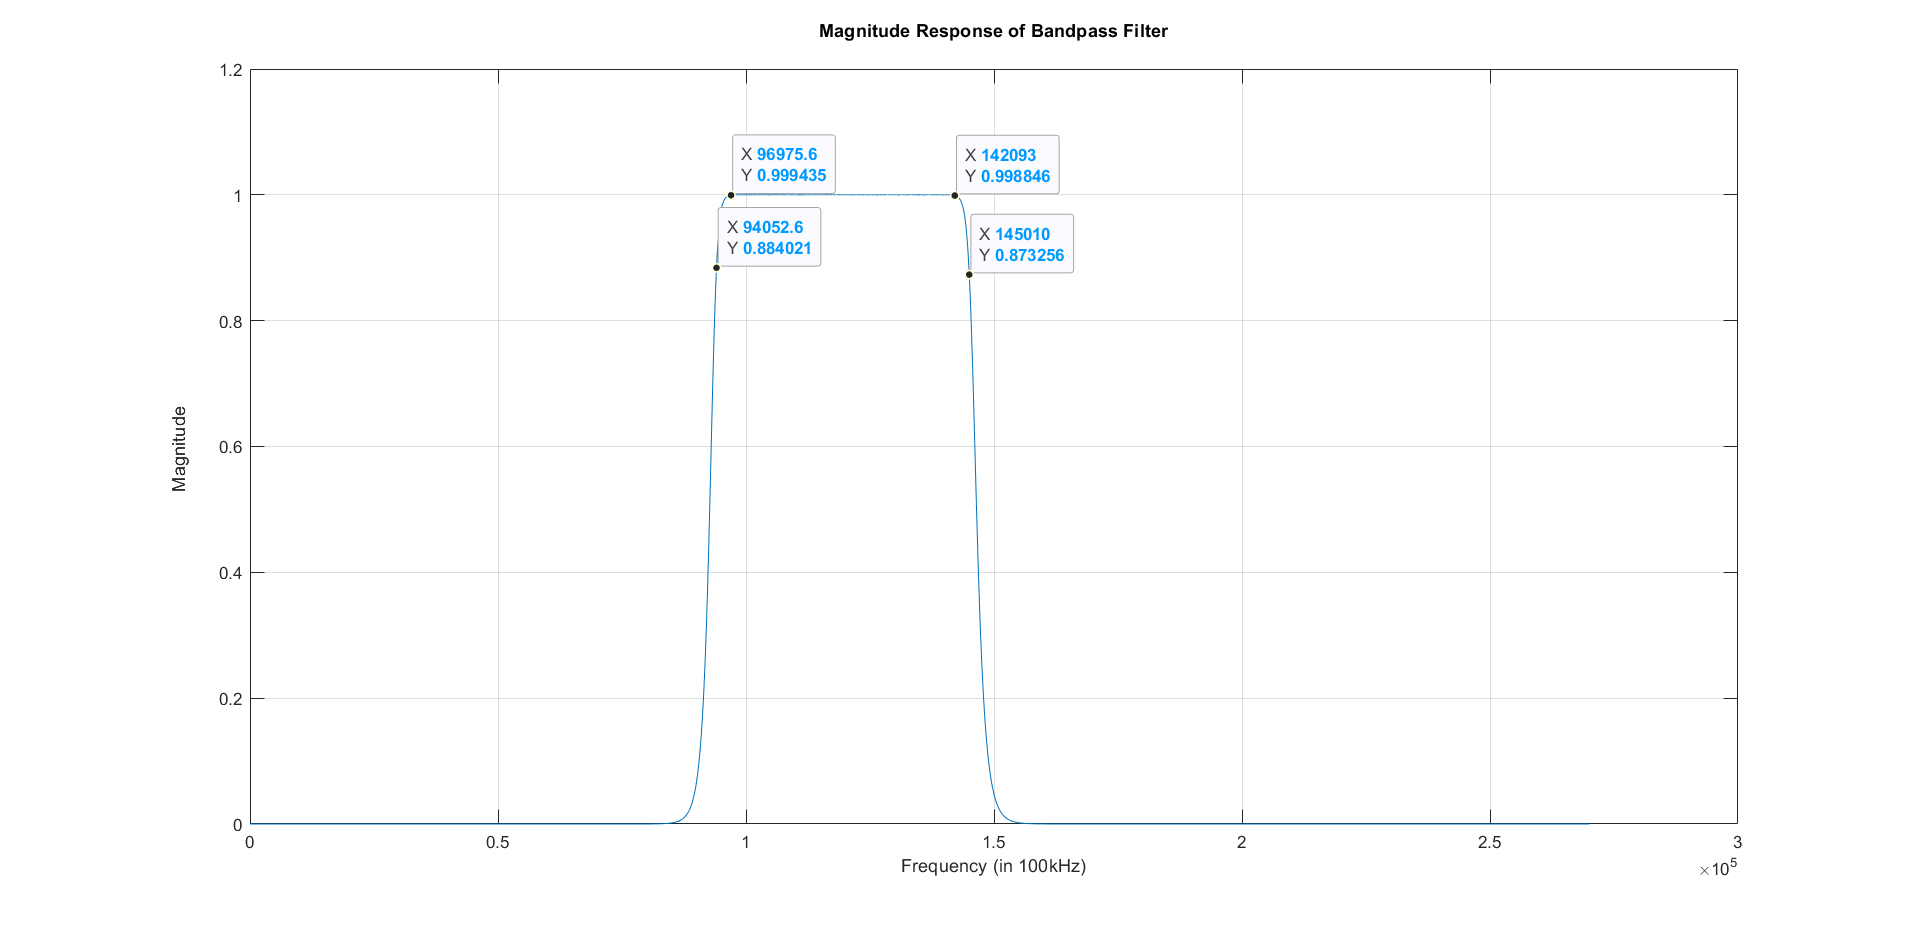 Magnitude Response of Bandpass Filter
1.2
1
0.8
0.6
0.4
0.2
0
Magnitude
X 96975.6
Y 0.999435
X 142093
Y 0.998846
X 94052.6
Y 0.884021
X 145010
Y 0.873256
0 0.5 1 1.5 2 2.5 3
Frequency (in 100kHz)
×10^5